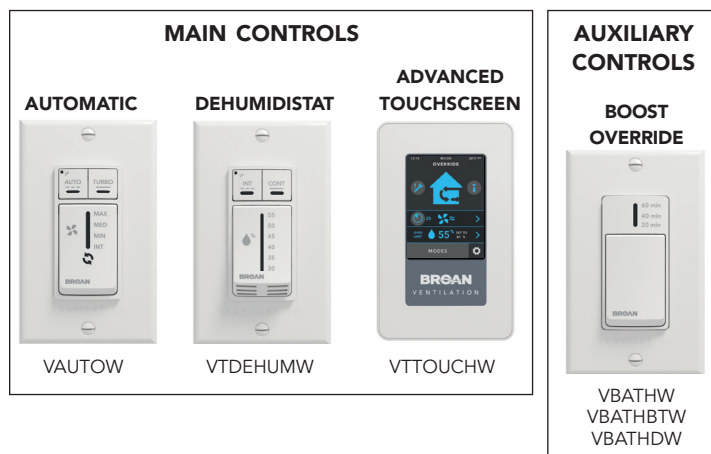 MAIN CONTROLS
AUTOMATIC
AUTO TURBO
MAX
MED
MIN
INT
BROAN
VAUTOW
DEHUMIDISTAT
INT CONT
55
50
45
40
35
30
%
BROAN
VTDEHUMW
ADVANCED
TOUCHSCREEN
OVERRIDE
55%
MODES
BROAN
VENTILATION
VTTOUCHW
AUXILIARY
CONTROLS
BOOST
OVERRIDE
60 min
40 min
20 min
BROAN
VBATHW
VBATHBTW
VBATHDW